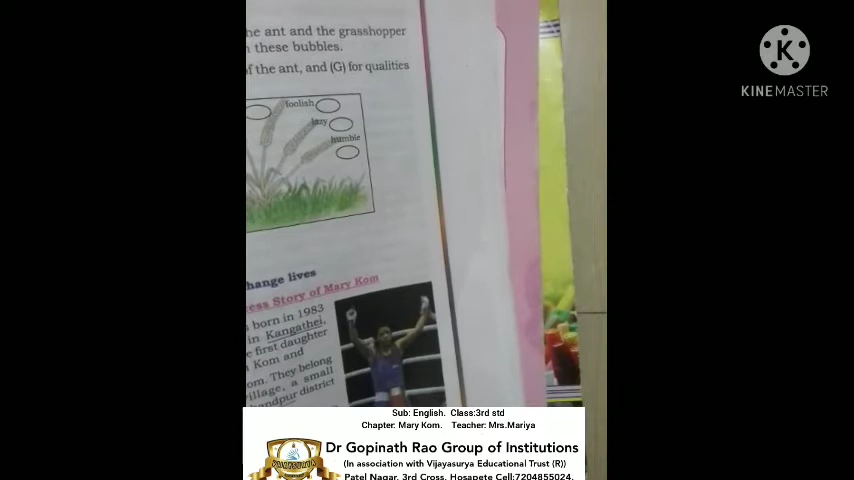 he ant and the grasshopper
n these bubbles.
of the ant, and (G) for qualities
foolish
lazy
humble
hange lives
ess Story of Mary Kom
s born in 1983
in Kangathei,
e first daughter
Kom and
om. They belong
illage, a small
handpur district
K
KINEMASTER
Sub: English. Class:3rd std
Chapter: Mary Kom. Teacher: Mrs.Mariya
Dr Gopinath Rao Group of Institutions
(In association with Vijayasurya Educational Trust (R))
Patel Nagar, 3rd Cross, Hosapete Cell:7204855024.